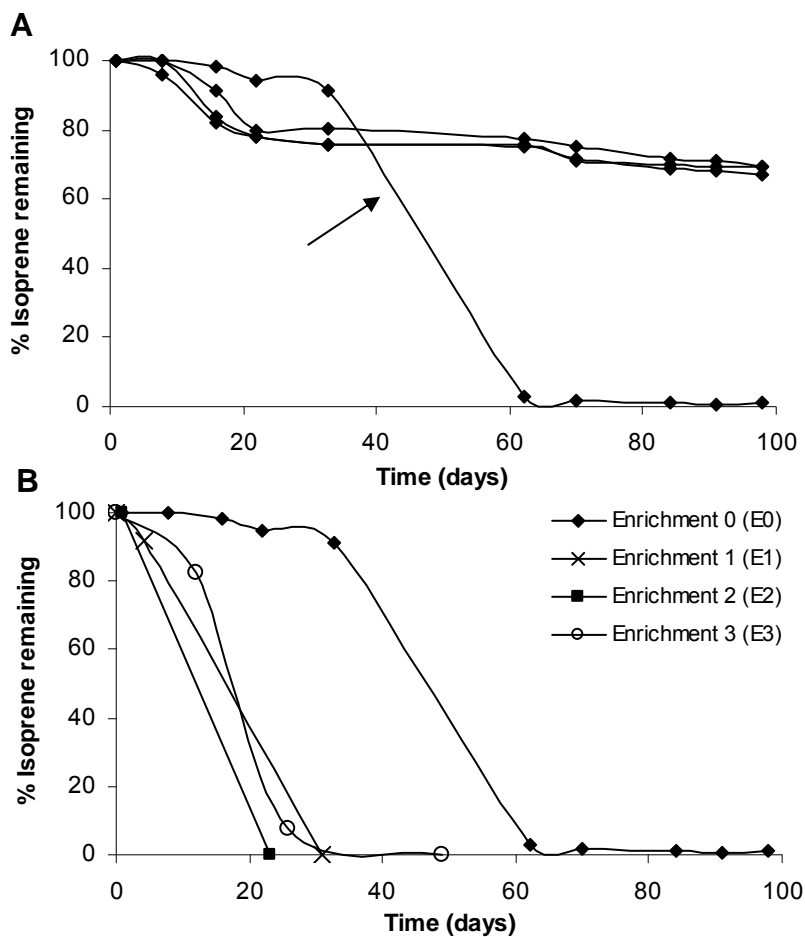 A
% Isoprene remaining
100
80
60
40
20
0
0 20 40 60 80 100
Time (days)
B
% Isoprene remaining
100
80
60
40
20
0
Enrichment 0 (E0)
Enrichment 1 (E1)
Enrichment 2 (E2)
Enrichment 3 (E3)
0 20 40 60 80 100
Time (days)